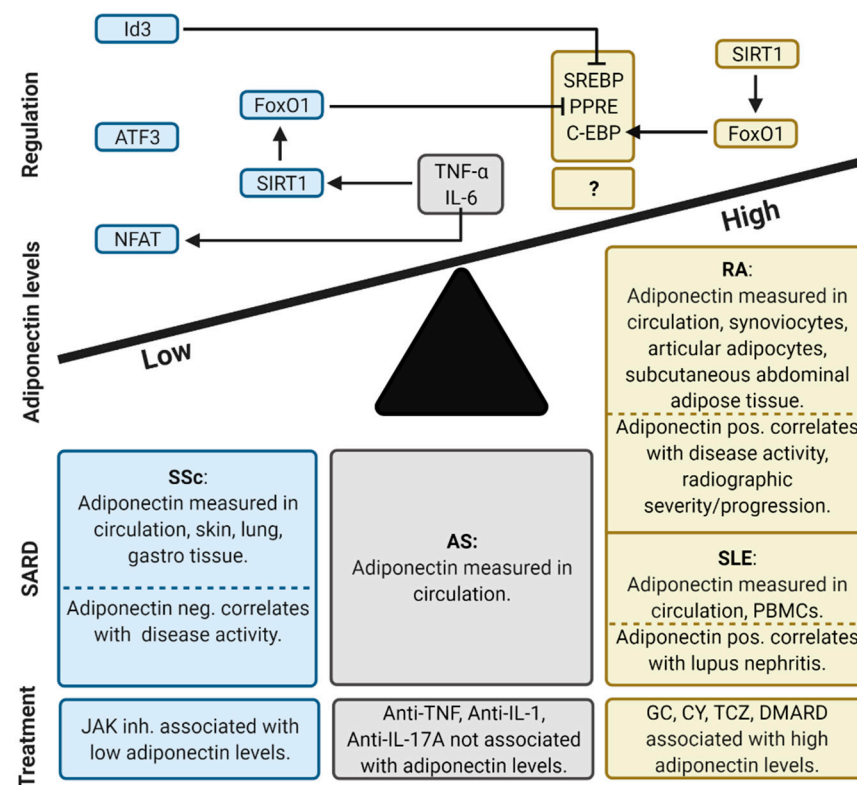 Regulation
Id3
ATF3
NFAT
FoxO1
SIRT1
TNF-α
IL-6
SREBP
PPRE
C-EBP
?
SIRT1
FoxO1
Adiponectin levels
Low
High
SARD
SSc:
Adiponectin measured in
circulation, skin, lung,
gastro tissue.
Adiponectin neg. correlates
with disease activity.
AS:
Adiponectin measured in
circulation.
RA:
Adiponectin measured in
circulation, synoviocytes,
articular adipocytes,
subcutaneous abdominal
adipose tissue.
Adiponectin pos. correlates
with disease activity,
radiographic
severity/progression.
SLE:
Adiponectin measured in
circulation, PBMCs.
Adiponectin pos. correlates
with lupus nephritis.
Treatment
JAK inh. associated with
low adiponectin levels.
Anti-TNF, Anti-IL-1,
Anti-IL-17A not associated
with adiponectin levels.
GC, CY, TCZ, DMARD
associated with high
adiponectin levels.